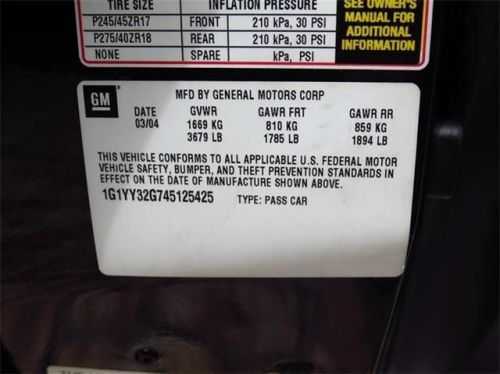 TIRE SIZE INFLATION PRESSURE
P245/45ZR17 FRONT 210 kPa, 30 PSI
P275/40ZR18 REAR 210 kPa, 30 PSI
NONE SPARE kPa, PSI
SEE OWNER'S
MANUAL FOR
ADDITIONAL
INFORMATION
GM
MFD BY GENERAL MOTORS CORP
DATE GVWR GAWR FRT GAWR RR
03/04 1669 KG 810 KG 859 KG
3679 LB 1785 LB 1894 LB
THIS VEHICLE CONFORMS TO ALL APPLICABLE U.S. FEDERAL MOTOR
VEHICLE SAFETY, BUMPER, AND THEFT PREVENTION STANDARDS IN
EFFECT ON THE DATE OF MANUFACTURE SHOWN ABOVE.
1G1YY32G745125425 TYPE: PASS CAR